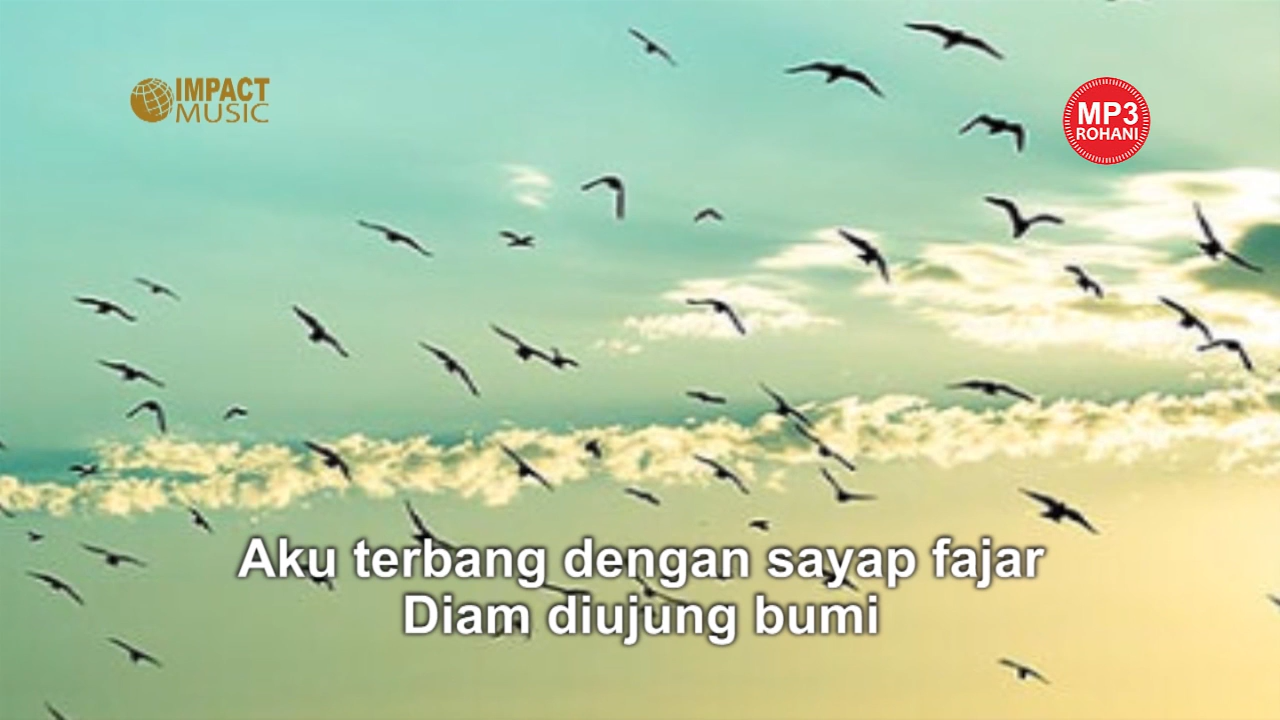 IMPACT
MUSIC
MP3
ROHANI
Aku terbang dengan sayap fajar
Diam diujung bumi